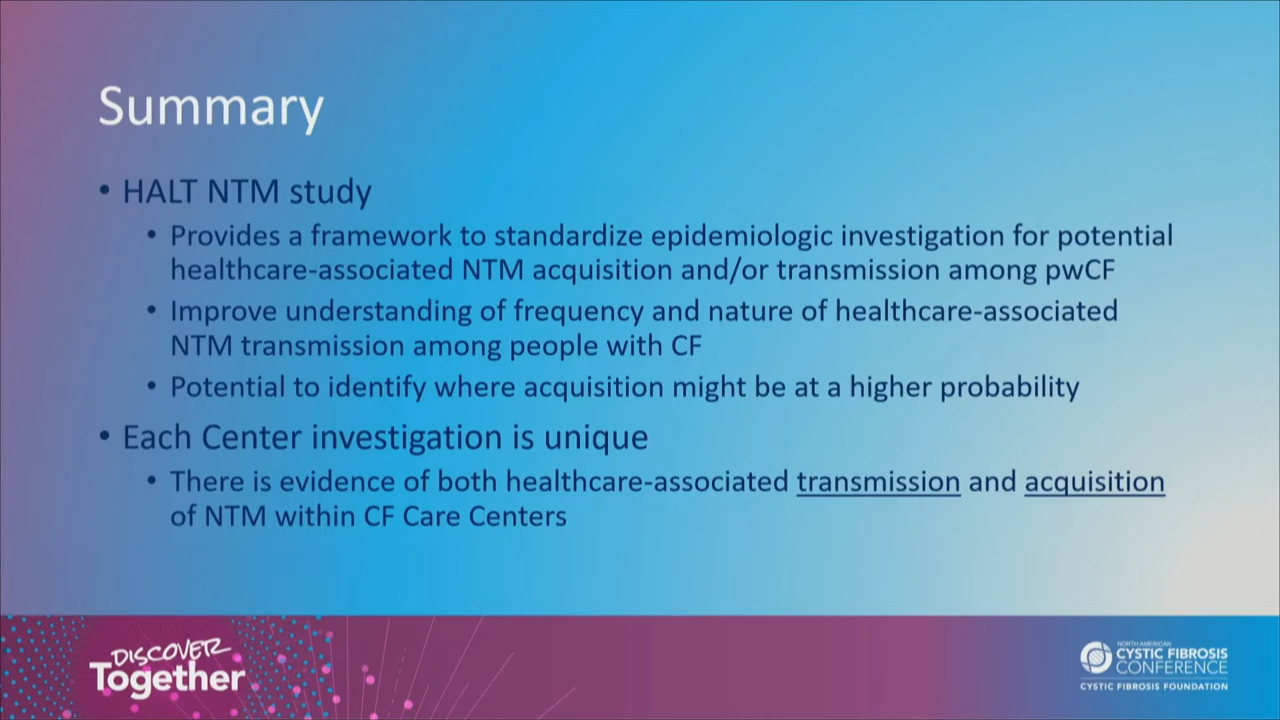 Summary
• HALT NTM study
• Provides a framework to standardize epidemiologic investigation for potential
healthcare-associated NTM acquisition and/or transmission among pwCF
• Improve understanding of frequency and nature of healthcare-associated
NTM transmission among people with CF
• Potential to identify where acquisition might be at a higher probability
• Each Center investigation is unique
• There is evidence of both healthcare-associated transmission and acquisition
of NTM within CF Care Centers
DISCOVER
Together
NORTH AMERICAN
CYSTIC FIBROSIS
CONFERENCE
CYSTIC FIBROSIS FOUNDATION